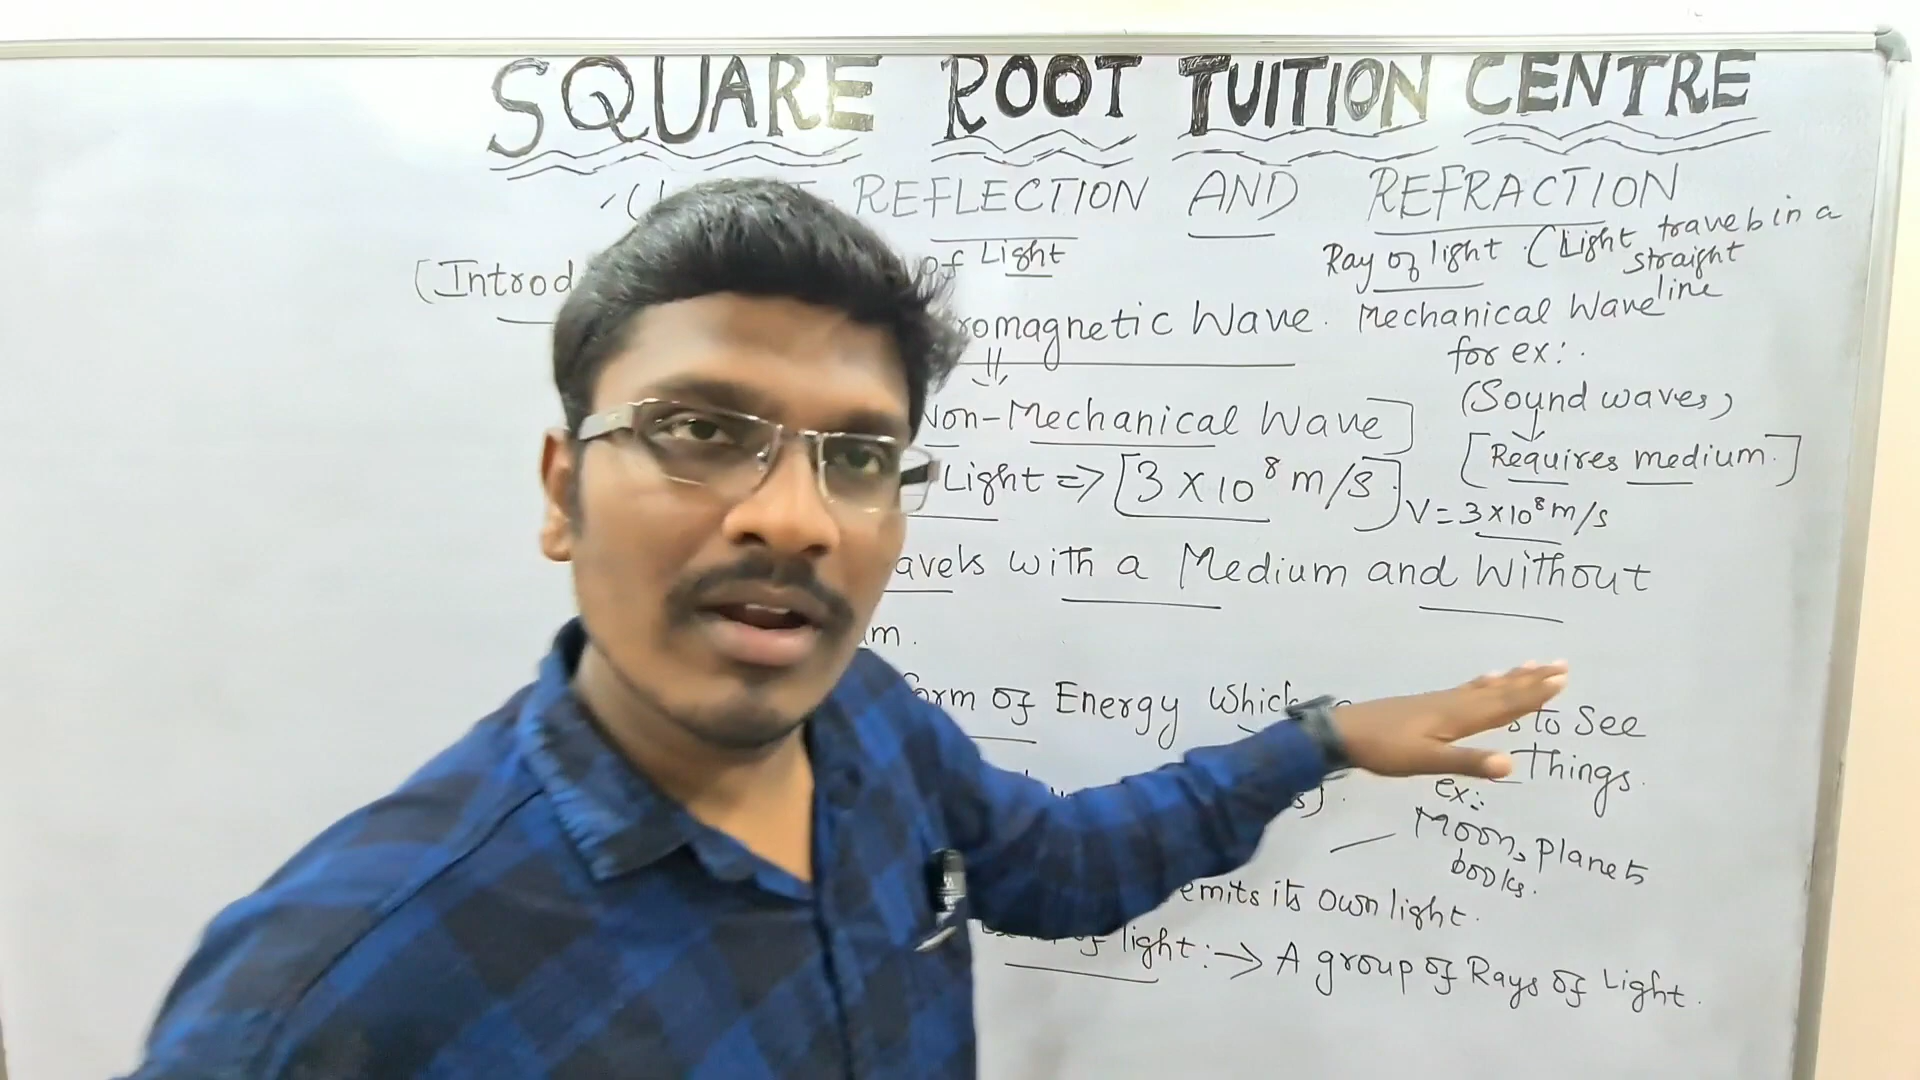 SQUARE ROOT TUITION CENTRE
REFLECTION AND REFRACTION
(Introd of Light
Ray of light (Light travels in a
straight
line
romagnetic Wave. Mechanical Wave
for ex:.
Non-Mechanical Wave] (Sound waves)
[Requires medium.]
Light => [3 X 10⁸ m/s] V = 3 x 10⁸ m/s
avels with a Medium and Without
m.
form of Energy Which s to See
Things.
s).
ex:
Moon, planets
books.
emits its own light.
of light: → A group of Rays of Light.